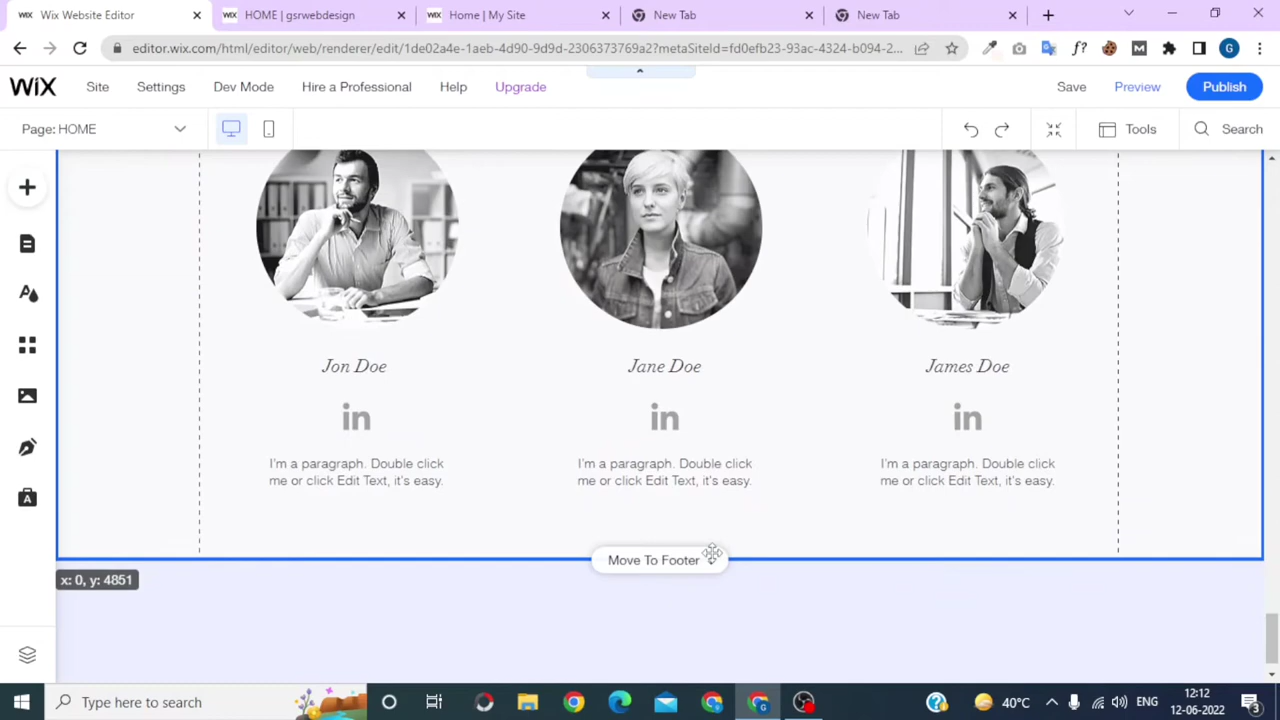 Wix Website Editor
HOME | gsrwebdesign
Home | My Site
New Tab
New Tab
editor.wix.com/html/editor/web/renderer/edit/1de02a4e-1aeb-4d90-9d9d-2306373769a2?metaSiteId=fd0efb23-93ac-4324-b094-2...
WiX
Site
Settings
Dev Mode
Hire a Professional
Help
Upgrade
Save
Preview
Publish
Page: HOME
Tools
Search
Jon Doe
Jane Doe
James Doe
in
in
in
I'm a paragraph. Double click
me or click Edit Text, it's easy.
I'm a paragraph. Double click
me or click Edit Text, it's easy.
I'm a paragraph. Double click
me or click Edit Text, it's easy.
Move To Footer
x: 0, y: 4851
Type here to search
40°C
ENG
12:12
12-06-2022
3